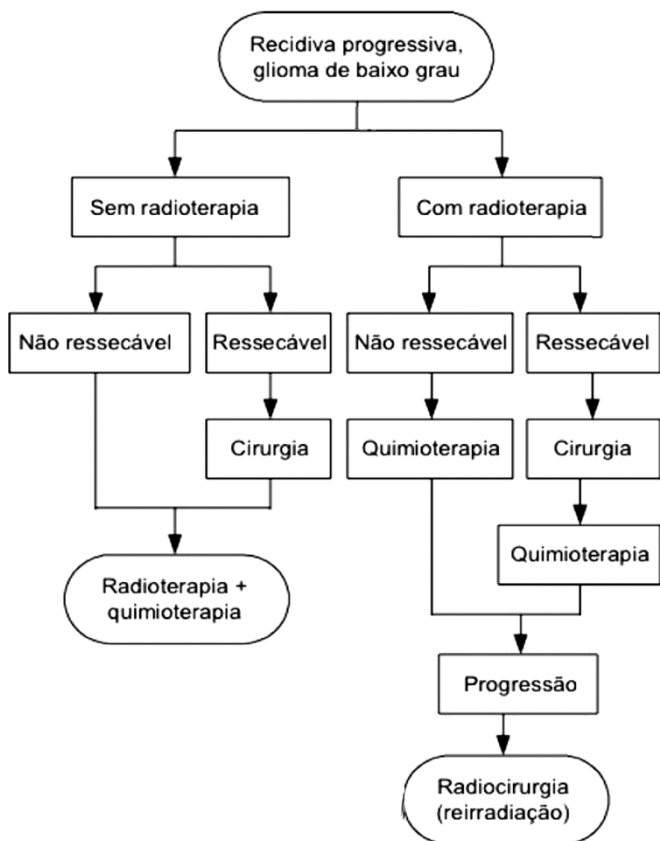 Recidiva progressiva,
glioma de baixo grau
Sem radioterapia
Com radioterapia
Não ressecável
Ressecável
Não ressecável
Ressecável
Cirurgia
Quimioterapia
Cirurgia
Quimioterapia
Radioterapia +
quimioterapia
Progressão
Radiocirurgia
(reirradiação)